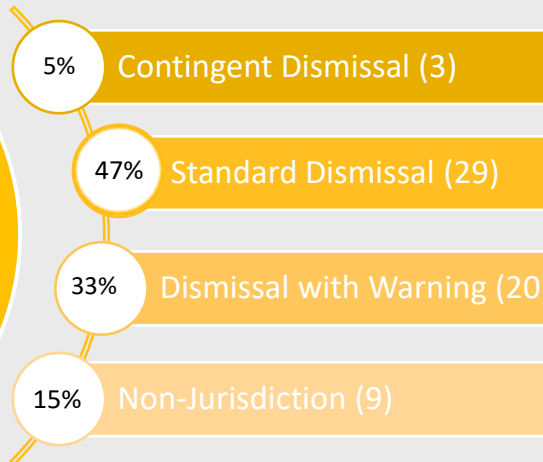 5% Contingent Dismissal (3)
47% Standard Dismissal (29)
33% Dismissal with Warning (20
15% Non-Jurisdiction (9)